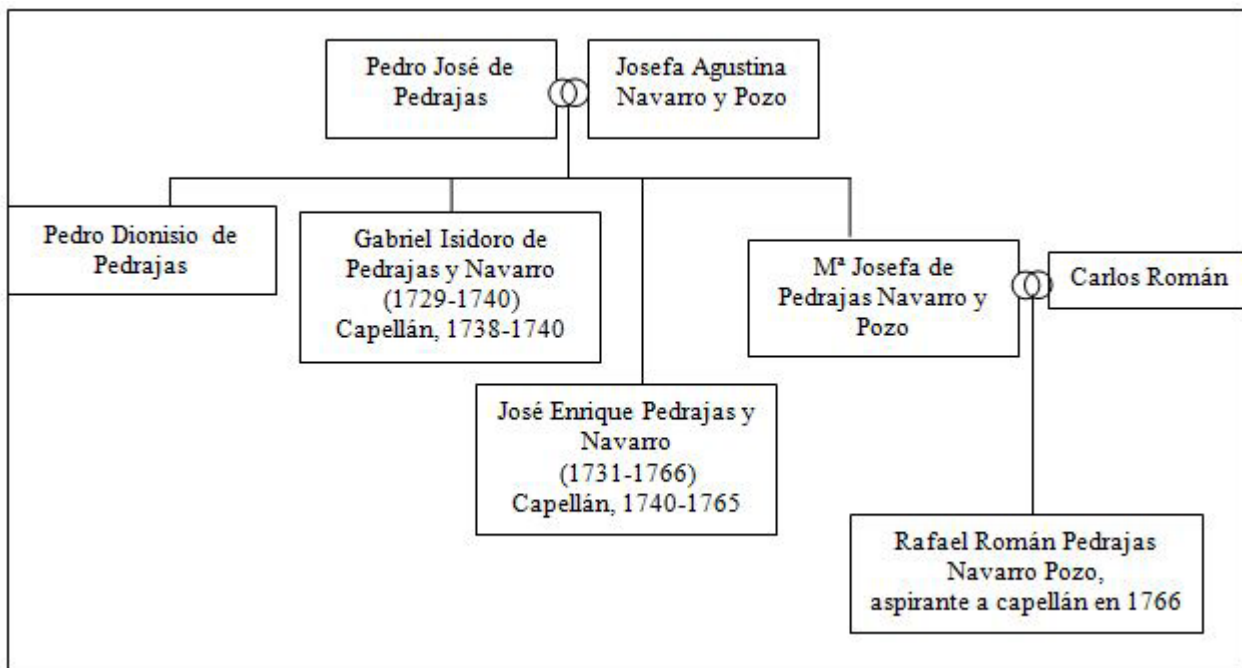 Pedro José de
Pedrajas
Josefa Agustina
Navarro y Pozo
Pedro Dionisio de
Pedrajas
Gabriel Isidoro de
Pedrajas y Navarro
(1729-1740)
Capellán, 1738-1740
José Enrique Pedrajas y
Navarro
(1731-1766)
Capellán, 1740-1765
Mª Josefa de
Pedrajas Navarro y
Pozo
Carlos Román
Rafael Román Pedrajas
Navarro Pozo,
aspirante a capellán en 1766